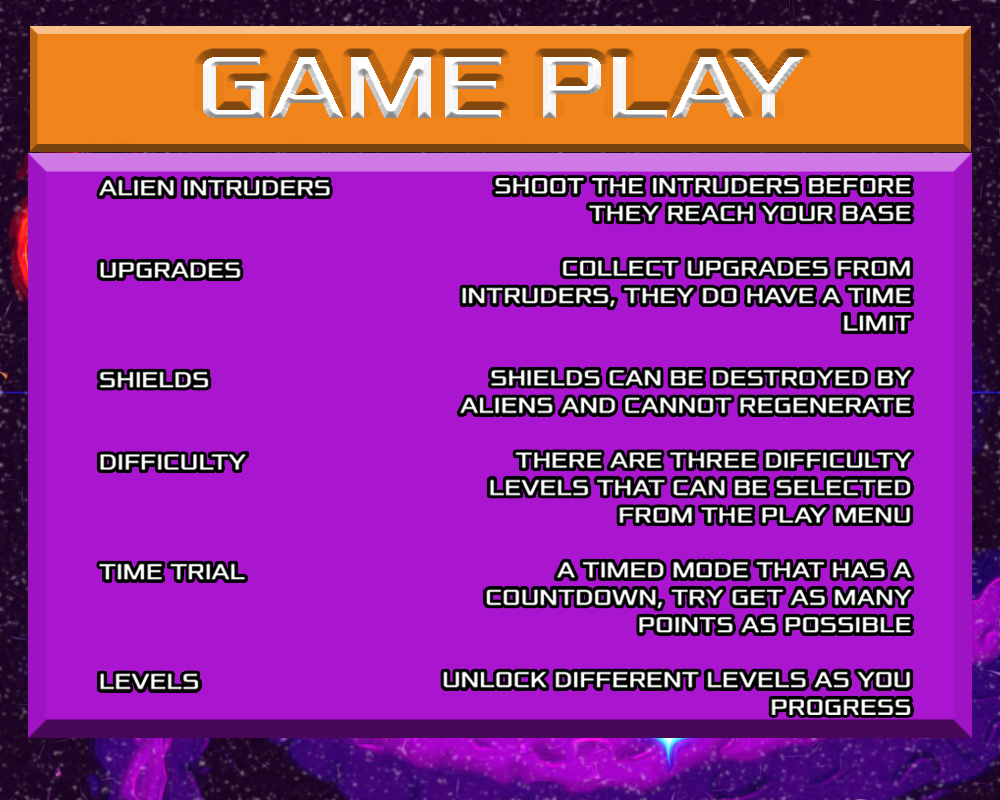 GAME PLAY
ALIEN INTRUDERS
SHOOT THE INTRUDERS BEFORE
THEY REACH YOUR BASE
UPGRADES
COLLECT UPGRADES FROM
INTRUDERS, THEY DO HAVE A TIME
LIMIT
SHIELDS
SHIELDS CAN BE DESTROYED BY
ALIENS AND CANNOT REGENERATE
DIFFICULTY
THERE ARE THREE DIFFICULTY
LEVELS THAT CAN BE SELECTED
FROM THE PLAY MENU
TIME TRIAL
A TIMED MODE THAT HAS A
COUNTDOWN, TRY GET AS MANY
POINTS AS POSSIBLE
LEVELS
UNLOCK DIFFERENT LEVELS AS YOU
PROGRESS